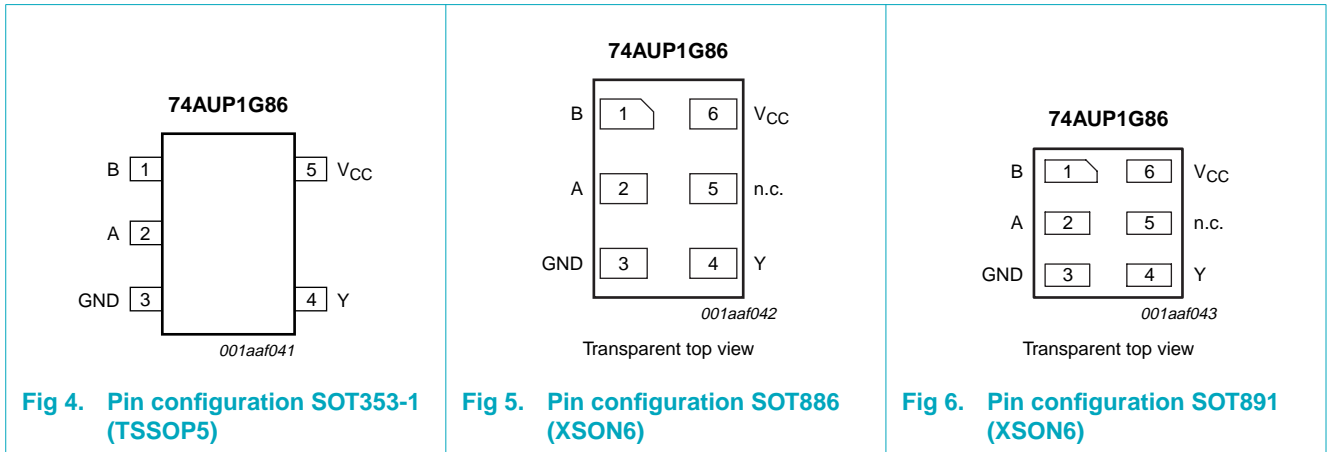 74AUP1G86
B 1 5 VCC
A 2
GND 3 4 Y
001aaf041
Fig 4. Pin configuration SOT353-1
(TSSOP5)
74AUP1G86
B 1 6 VCC
A 2 5 n.c.
GND 3 4 Y
001aaf042
Transparent top view
Fig 5. Pin configuration SOT886
(XSON6)
74AUP1G86
B 1 6 VCC
A 2 5 n.c.
GND 3 4 Y
001aaf043
Transparent top view
Fig 6. Pin configuration SOT891
(XSON6)